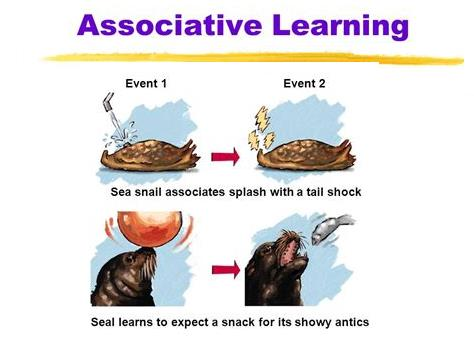 Associative Learning
Event 1 Event 2
Sea snail associates splash with a tail shock
Seal learns to expect a snack for its showy antics